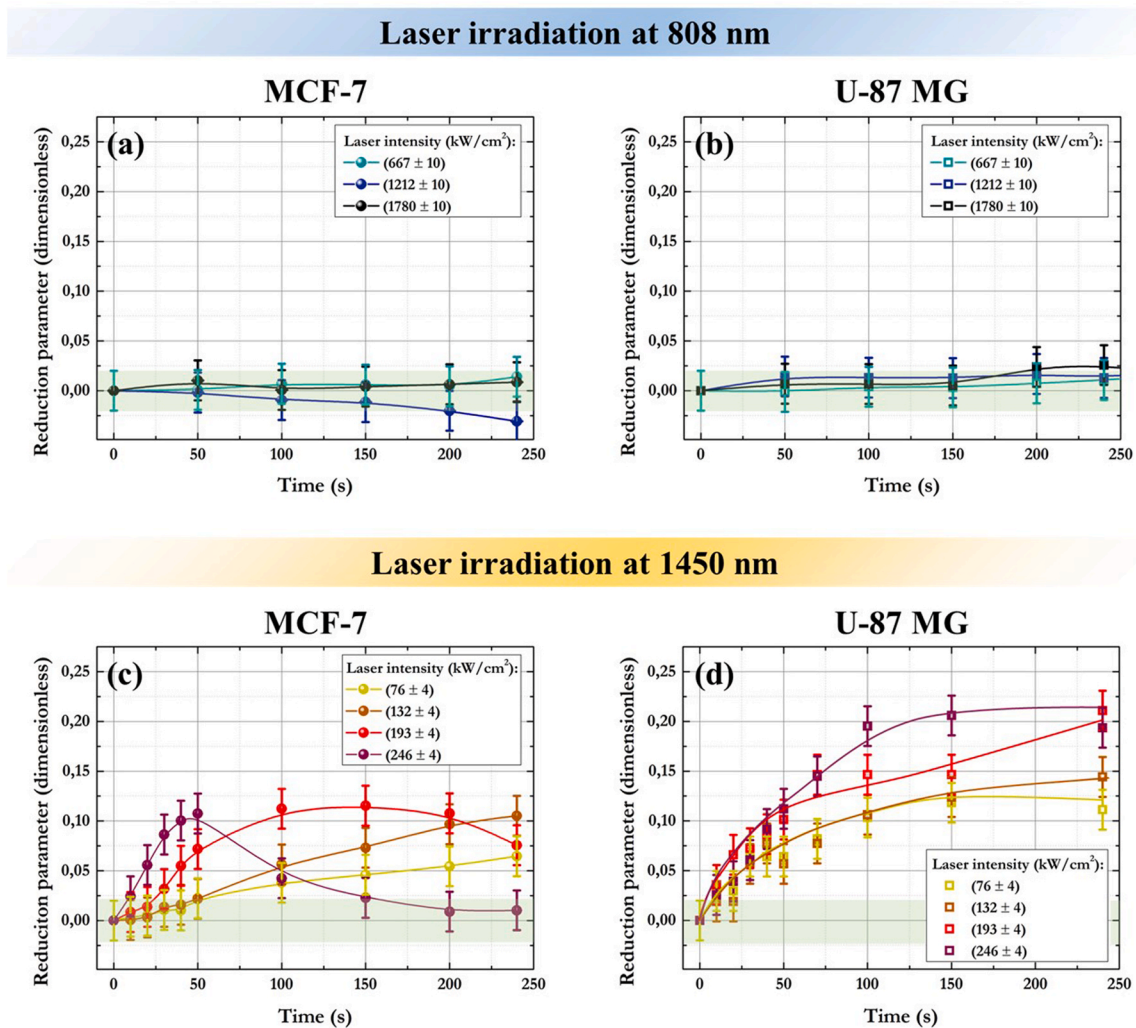 Laser irradiation at 808 nm
MCF-7
(a)
Laser intensity (kW/cm²):
(667 ± 10)
(1212 ± 10)
(1780 ± 10)
Reduction parameter (dimensionless)
0,25
0,20
0,15
0,10
0,05
0,00
0
50
100
150
200
250
Time (s)
U-87 MG
(b)
Laser intensity (kW/cm²):
(667 ± 10)
(1212 ± 10)
(1780 ± 10)
Reduction parameter (dimensionless)
0,25
0,20
0,15
0,10
0,05
0,00
0
50
100
150
200
250
Time (s)
Laser irradiation at 1450 nm
MCF-7
(c)
Laser intensity (kW/cm²):
(76 ± 4)
(132 ± 4)
(193 ± 4)
(246 ± 4)
Reduction parameter (dimensionless)
0,25
0,20
0,15
0,10
0,05
0,00
0
50
100
150
200
250
Time (s)
U-87 MG
(d)
Reduction parameter (dimensionless)
0,25
0,20
0,15
0,10
0,05
0,00
Laser intensity (kW/cm²):
(76 ± 4)
(132 ± 4)
(193 ± 4)
(246 ± 4)
0
50
100
150
200
250
Time (s)